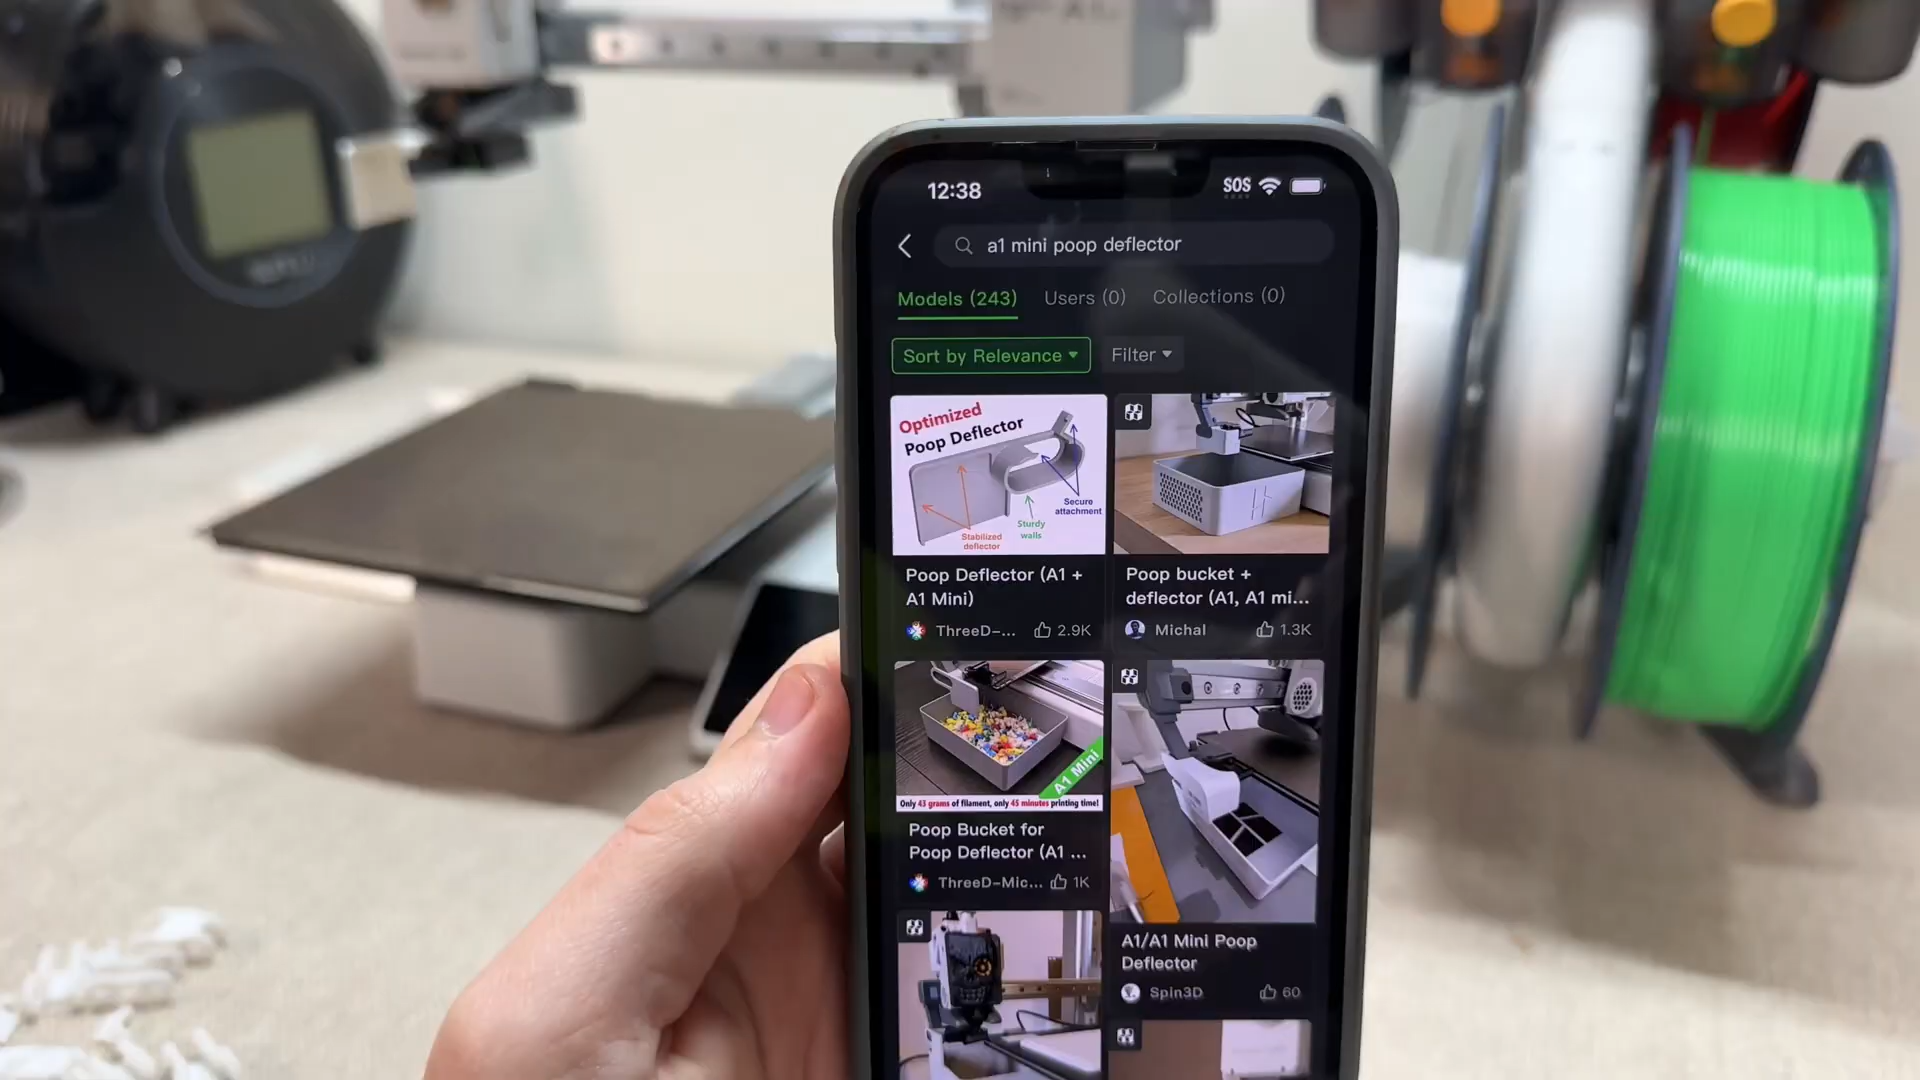 12:38
SOS
a1 mini poop deflector
Models (243)
Users (0)
Collections (0)
Sort by Relevance
Filter
Optimized
Poop Deflector
Secure
attachment
Sturdy
walls
Stabilized
deflector
Poop Deflector (A1 +
A1 Mini)
ThreeD-...
2.9K
Poop bucket +
deflector (A1, A1 mi...
Michal
1.3K
A1 Mini
Only 43 grams of filament, only 45 minutes printing time!
Poop Bucket for
Poop Deflector (A1 ...
ThreeD-Mic...
1K
A1/A1 Mini Poop
Deflector
Spin3D
60